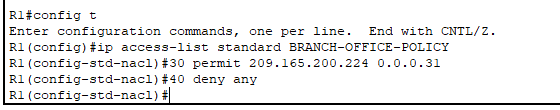 R1#config t
Enter configuration commands, one per line.  End with CNTL/Z.
R1(config)#ip access-list standard BRANCH-OFFICE-POLICY
R1(config-std-nacl)#30 permit 209.165.200.224 0.0.0.31
R1(config-std-nacl)#40 deny any
R1(config-std-nacl)#